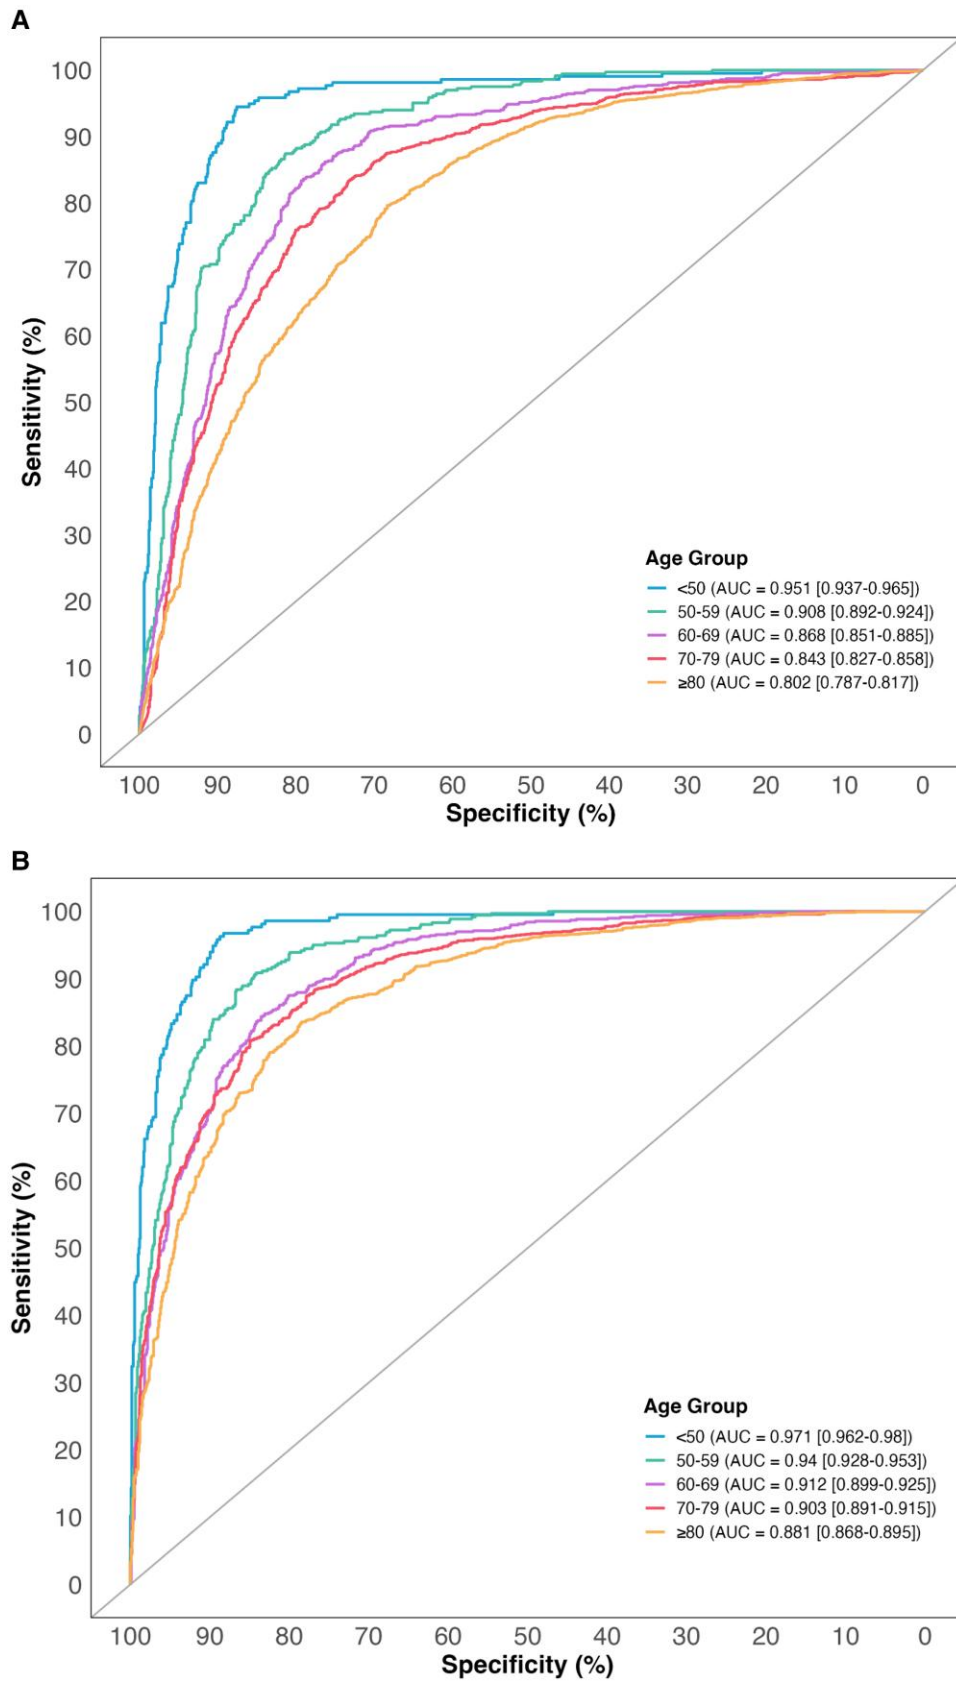 A
100
90
80
70
60
50
40
30
20
10
0
Sensitivity (%)
Age Group
<50 (AUC = 0.951 [0.937-0.965])
50-59 (AUC = 0.908 [0.892-0.924])
60-69 (AUC = 0.868 [0.851-0.885])
70-79 (AUC = 0.843 [0.827-0.858])
≥80 (AUC = 0.802 [0.787-0.817])
100 90 80 70 60 50 40 30 20 10 0
Specificity (%)
B
100
90
80
70
60
50
40
30
20
10
0
Sensitivity (%)
Age Group
<50 (AUC = 0.971 [0.962-0.98])
50-59 (AUC = 0.94 [0.928-0.953])
60-69 (AUC = 0.912 [0.899-0.925])
70-79 (AUC = 0.903 [0.891-0.915])
≥80 (AUC = 0.881 [0.868-0.895])
100 90 80 70 60 50 40 30 20 10 0
Specificity (%)